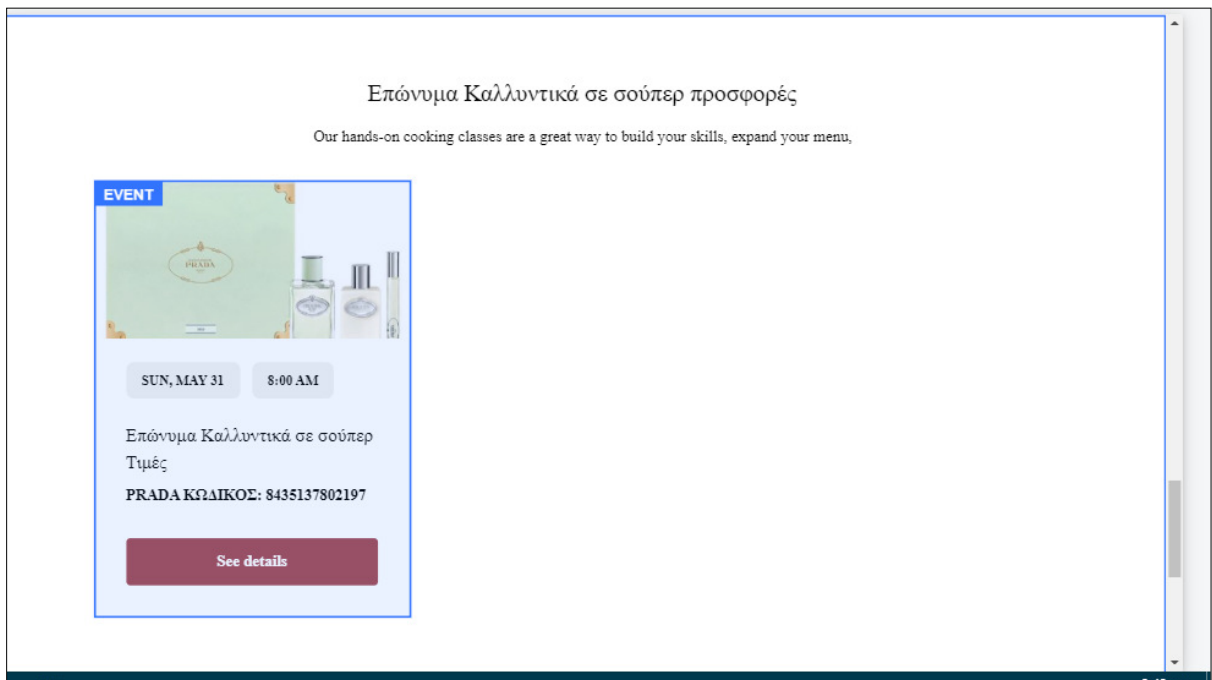 Επώνυμα Καλλυντικά σε σούπερ προσφορές
Our hands-on cooking classes are a great way to build your skills, expand your menu,
EVENT
PRADA
SUN, MAY 31
8:00 AM
Επώνυμα Καλλυντικά σε σούπερ
Τιμές
PRADA ΚΩΔΙΚΟΣ: 8435137802197
See details